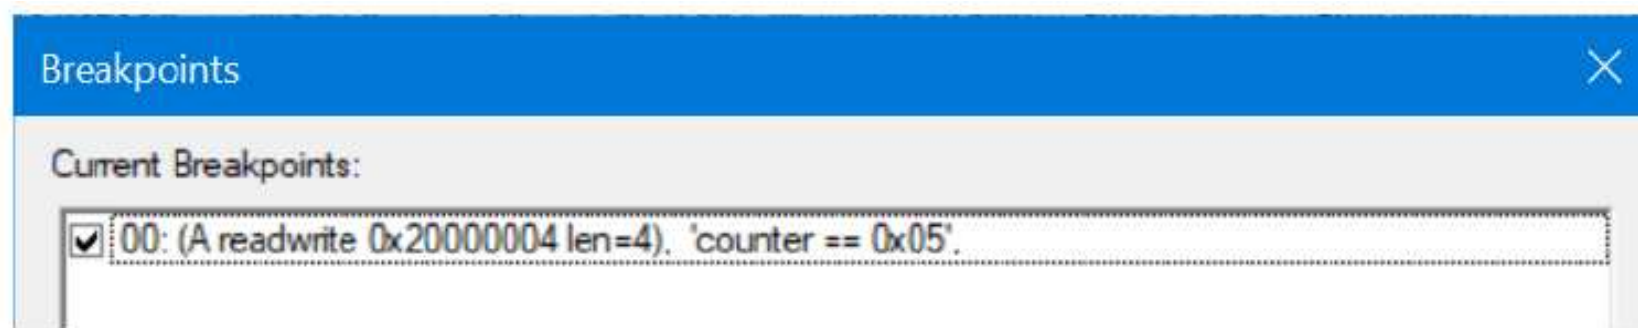 Breakpoints
Current Breakpoints:
00: (A readwrite 0x20000004 len=4), 'counter == 0x05',